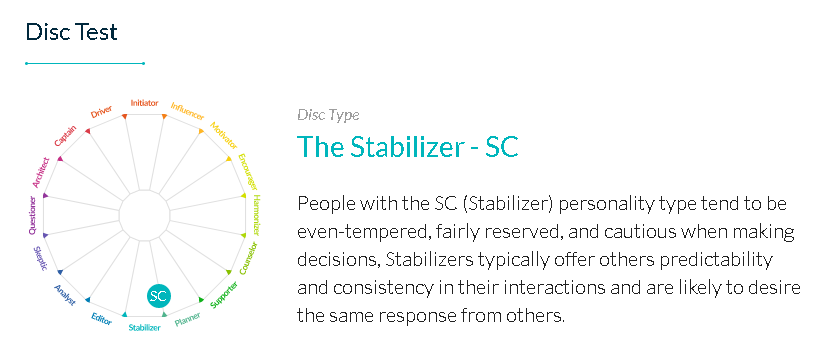 Disc Test
Initiator
Influencer
Motivator
Encourager
Harmonizer
Counselor
Supporter
Planner
Stabilizer
Editor
Analyst
Skeptic
Questioner
Architect
Captain
Driver
SC
Disc Type
The Stabilizer - SC
People with the SC (Stabilizer) personality type tend to be
even-tempered, fairly reserved, and cautious when making
decisions, Stabilizers typically offer others predictability
and consistency in their interactions and are likely to desire
the same response from others.